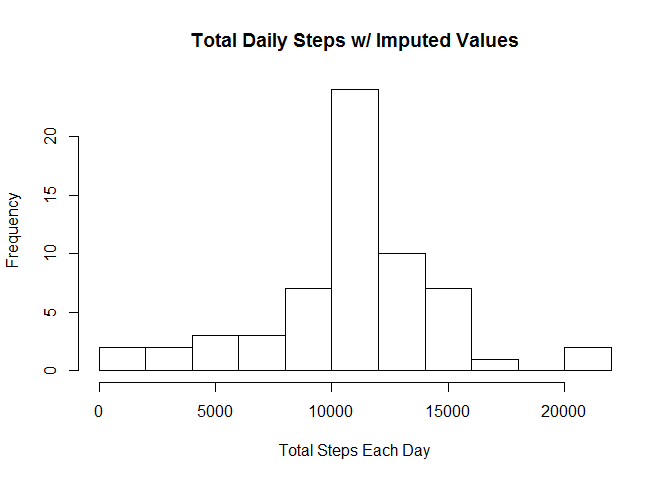 Total Daily Steps w/ Imputed Values
Frequency
20
15
10
5
0
0 5000 10000 15000 20000
Total Steps Each Day